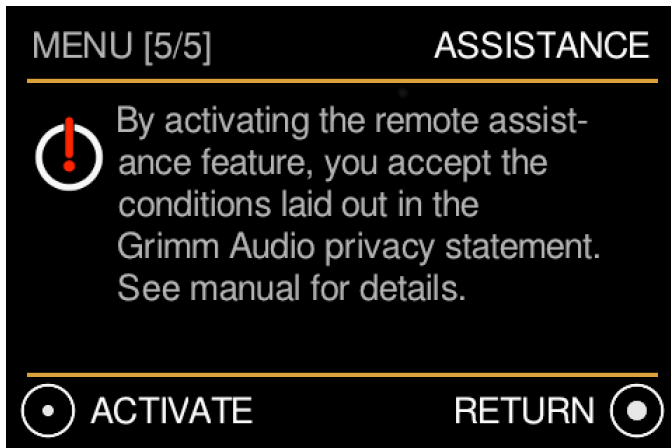 MENU [5/5] ASSISTANCE
By activating the remote assist-
ance feature, you accept the
conditions laid out in the
Grimm Audio privacy statement.
See manual for details.
ACTIVATE RETURN